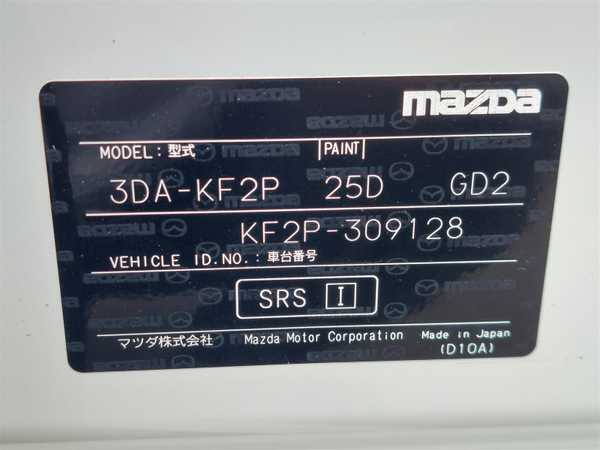 mazda
MODEL: 型式 PAINT
3DA-KF2P 25D GD2
KF2P-309128
VEHICLE ID.NO.: 車台番号
SRS I
マツダ株式会社 Mazda Motor Corporation Made in Japan
(D10A)